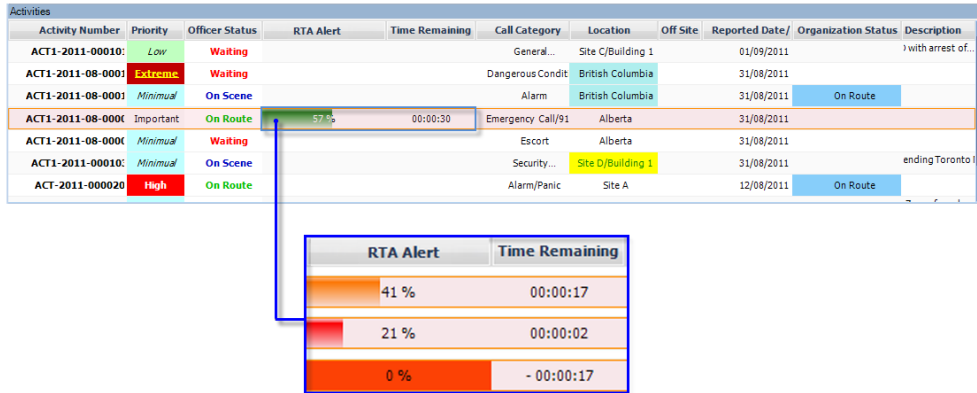 Activities
Activity Number Priority Officer Status RTA Alert Time Remaining Call Category Location Off Site Reported Date/ Organization Status Description
ACT1-2011-00010: Low Waiting General... Site C/Building 1 01/09/2011 with arrest of...
ACT1-2011-08-0001 Extreme Waiting Dangerous Condit British Columbia 31/08/2011
ACT1-2011-08-0001 Minimual On Scene Alarm British Columbia 31/08/2011 On Route
ACT1-2011-08-0000 Important On Route 57 % 00:00:30 Emergency Call/91 Alberta 31/08/2011
ACT1-2011-08-0000 Minimual Waiting Escort Alberta 31/08/2011
ACT1-2011-00010: Minimual On Scene Security... Site D/Building 1 31/08/2011 ending Toronto
ACT-2011-000020 High On Route Alarm/Panic Site A 12/08/2011 On Route
RTA Alert Time Remaining
41 % 00:00:17
21 % 00:00:02
0 % - 00:00:17